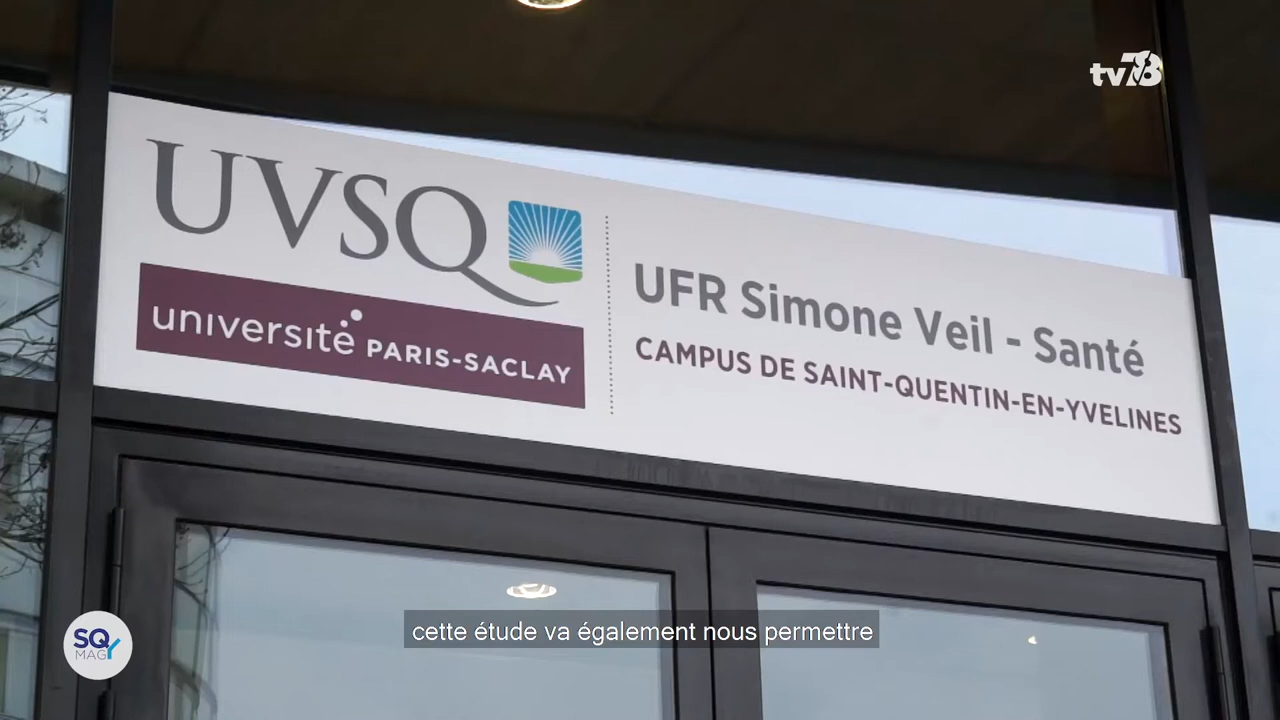 tv78
UVSQ
université PARIS-SACLAY
UFR Simone Veil - Santé
CAMPUS DE SAINT-QUENTIN-EN-YVELINES
cette étude va également nous permettre
SQY
MAG